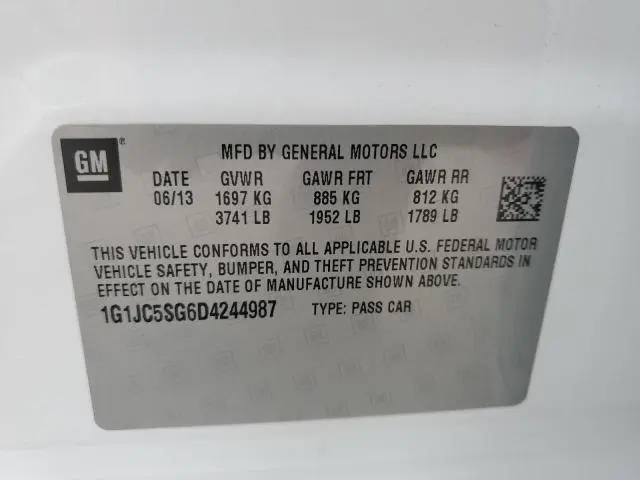 GM®
MFD BY GENERAL MOTORS LLC
DATE GVWR GAWR FRT GAWR RR
06/13 1697 KG 885 KG 812 KG
3741 LB 1952 LB 1789 LB
THIS VEHICLE CONFORMS TO ALL APPLICABLE U.S. FEDERAL MOTOR
VEHICLE SAFETY, BUMPER, AND THEFT PREVENTION STANDARDS IN
EFFECT ON THE DATE OF MANUFACTURE SHOWN ABOVE.
1G1JC5SG6D4244987 TYPE: PASS CAR